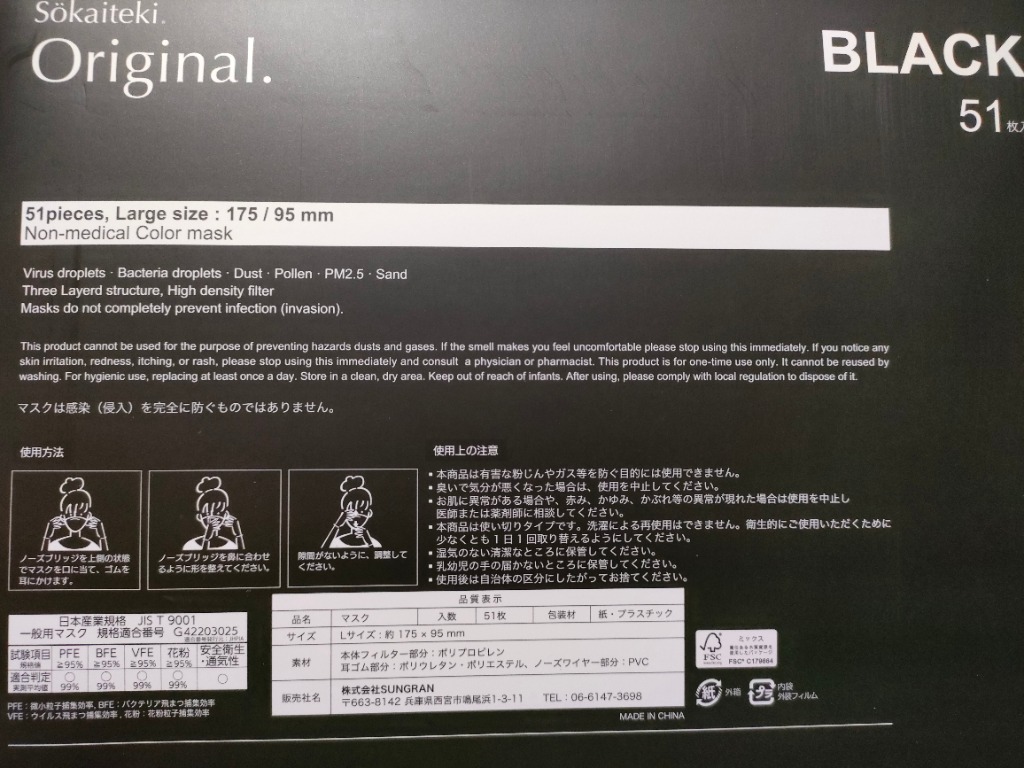 Sökaiteki.
Original.
BLACK
51枚入
51pieces, Large size : 175 / 95 mm
Non-medical Color mask
Virus droplets · Bacteria droplets · Dust · Pollen · PM2.5 · Sand
Three Layerd structure, High density filter
Masks do not completely prevent infection (invasion).
This product cannot be used for the purpose of preventing hazards dusts and gases. If the smell makes you feel uncomfortable please stop using this immediately. If you notice any
skin irritation, redness, itching, or rash, please stop using this immediately and consult a physician or pharmacist. This product is for one-time use only. It cannot be reused by
washing. For hygienic use, replacing at least once a day. Store in a clean, dry area. Keep out of reach of infants. After using, please comply with local regulation to dispose of it.
マスクは感染（侵入）を完全に防ぐものではありません。
使用方法
ノーズブリッジを上側の状態
でマスクを口に当て、ゴムを
耳にかけます。
ノーズブリッジを鼻に合わせ
るように形を整えてください。
隙間がないように、調整して
ください。
使用上の注意
▪本商品は有害な粉じんやガス等を防ぐ目的には使用できません。
▪臭いで気分が悪くなった場合は、使用を中止してください。
▪お肌に異常がある場合や、赤み、かゆみ、かぶれ等の異常が現れた場合は使用を中止し
医師または薬剤師に相談してください。
▪本商品は使い切りタイプです。洗濯による再使用はできません。衛生的にご使用いただくために
少なくとも１日１回取り替えるようにしてください。
▪湿気のない清潔なところに保管してください。
▪乳幼児の手の届かないところに保管してください。
▪使用後は自治体の区分にしたがってお捨てください。
日本産業規格 JIS T 9001
一般用マスク 規格適合番号 G42203025
試験項目 PFE BFE VFE 花粉 安全衛生・通気性
規格値 ≧95% ≧95% ≧95% ≧95%
適合判定 ○ ○ ○ ○ ○
実測平均値 99% 99% 99% 99%
PFE：微小粒子捕集効率, BFE：バクテリア飛まつ捕集効率
VFE：ウイルス飛まつ捕集効率, 花粉：花粉粒子捕集効率
品質表示
品名 マスク 入数 51枚 包装材 紙・プラスチック
サイズ Lサイズ：約 175 × 95 mm
素材 本体フィルター部分：ポリプロピレン
耳ゴム部分：ポリウレタン・ポリエステル、ノーズワイヤー部分：PVC
販売社名 株式会社SUNGRAN
〒663-8142 兵庫県西宮市鳴尾浜1-3-11 TEL：06-6147-3698
MADE IN CHINA
FSC
ミックス
FSC® C179864
紙 外箱
プラ 内袋
外袋フィルム